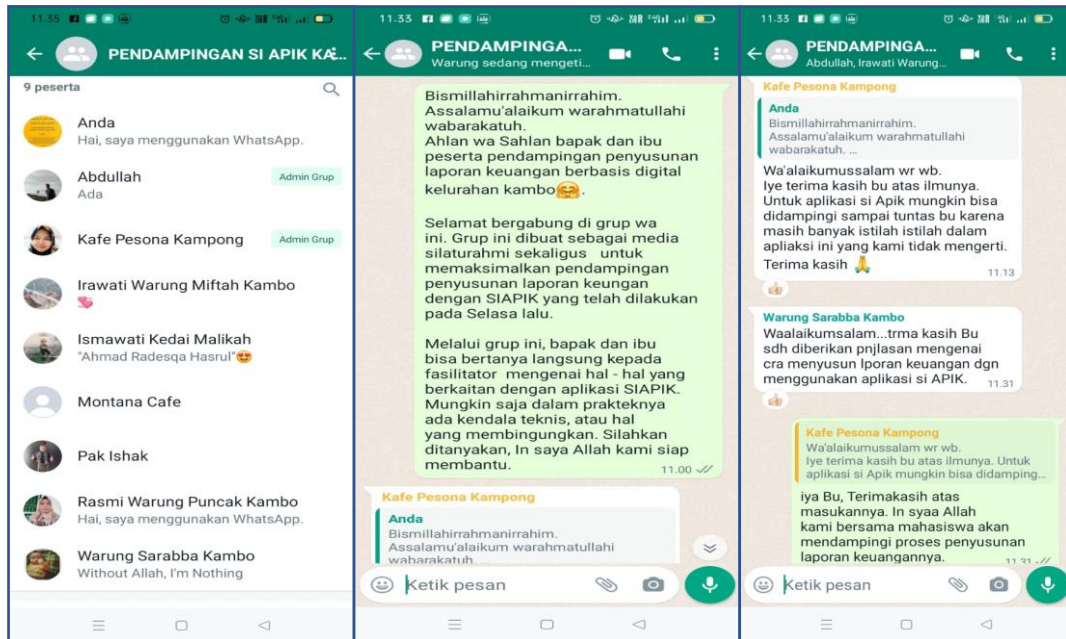 11.35
PENDAMPINGAN SI APIK KA...
9 peserta
Anda
Hai, saya menggunakan WhatsApp.
Abdullah
Admin Grup
Ada
Kafe Pesona Kampong
Admin Grup
Irawati Warung Miftah Kambo
Ismawati Kedai Malikah
"Ahmad Radesqa Hasrul"😍
Montana Cafe
Pak Ishak
Rasmi Warung Puncak Kambo
Hai, saya menggunakan WhatsApp.
Warung Sarabba Kambo
Without Allah, I'm Nothing
11.33
PENDAMPINGA...
Warung sedang mengeti...
Bismillahirrahmanirrahim.
Assalamu'alaikum warahmatullahi
wabarakatuh.
Ahlan wa Sahlan bapak dan ibu
peserta pendampingan penyusunan
laporan keuangan berbasis digital
kelurahan kambo🤗.
Selamat bergabung di grup wa
ini. Grup ini dibuat sebagai media
silaturahmi sekaligus untuk
memaksimalkan pendampingan
penyusunan laporan keungan
dengan SIAPIK yang telah dilakukan
pada Selasa lalu.
Melalui grup ini, bapak dan ibu
bisa bertanya langsung kepada
fasilitator mengenai hal - hal yang
berkaitan dengan aplikasi SIAPIK.
Mungkin saja dalam prakteknya
ada kendala teknis, atau hal
yang membingungkan. Silahkan
ditanyakan, In saya Allah kami siap
membantu.
11.00
Kafe Pesona Kampong
Anda
Bismillahirrahmanirrahim.
Assalamu'alaikum warahmatullahi
wabarakatuh. ...
Ketik pesan
11.33
PENDAMPINGA...
Abdullah, Irawati Warung...
Kafe Pesona Kampong
Anda
Bismillahirrahmanirrahim.
Assalamu'alaikum warahmatullahi
wabarakatuh. ...
Wa'alaikumussalam wr wb.
Iye terima kasih bu atas ilmunya.
Untuk aplikasi si Apik mungkin bisa
didampingi sampai tuntas bu karena
masih banyak istilah istilah dalam
apliaksi ini yang kami tidak mengerti.
Terima kasih 🙏
11.13
Warung Sarabba Kambo
Waalaikumsalam...trma kasih Bu
sdh diberikan pnjlasan mengenai
cra menyusun lporan keuangan dgn
menggunakan aplikasi si APIK.
11.31
Kafe Pesona Kampong
Wa'alaikumussalam wr wb.
Iye terima kasih bu atas ilmunya. Untuk
aplikasi si Apik mungkin bisa didamping...
iya Bu, Terimakasih atas
masukannya. In syaa Allah
kami bersama mahasiswa akan
mendampingi proses penyusunan
laporan keuangannya.
11.31
Ketik pesan